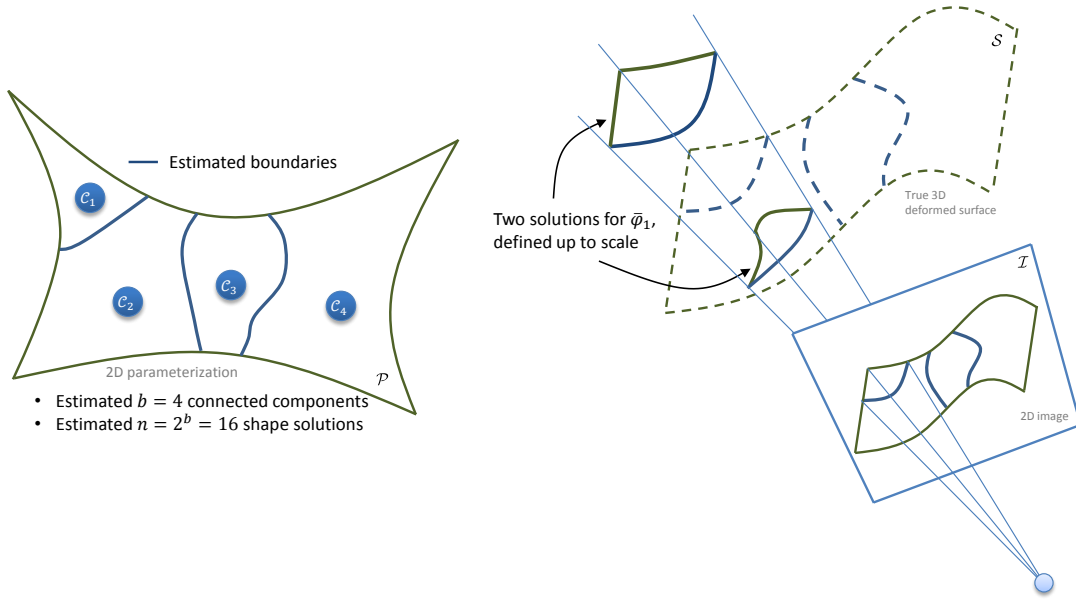 Estimated boundaries
𝒞₁
𝒞₂
𝒞₃
𝒞₄
2D parameterization
𝒫
• Estimated 𝑏 = 4 connected components
• Estimated 𝑛 = 2ᵇ = 16 shape solutions
𝒮
True 3D
deformed surface
Two solutions for φ̄₁,
defined up to scale
ℐ
2D image